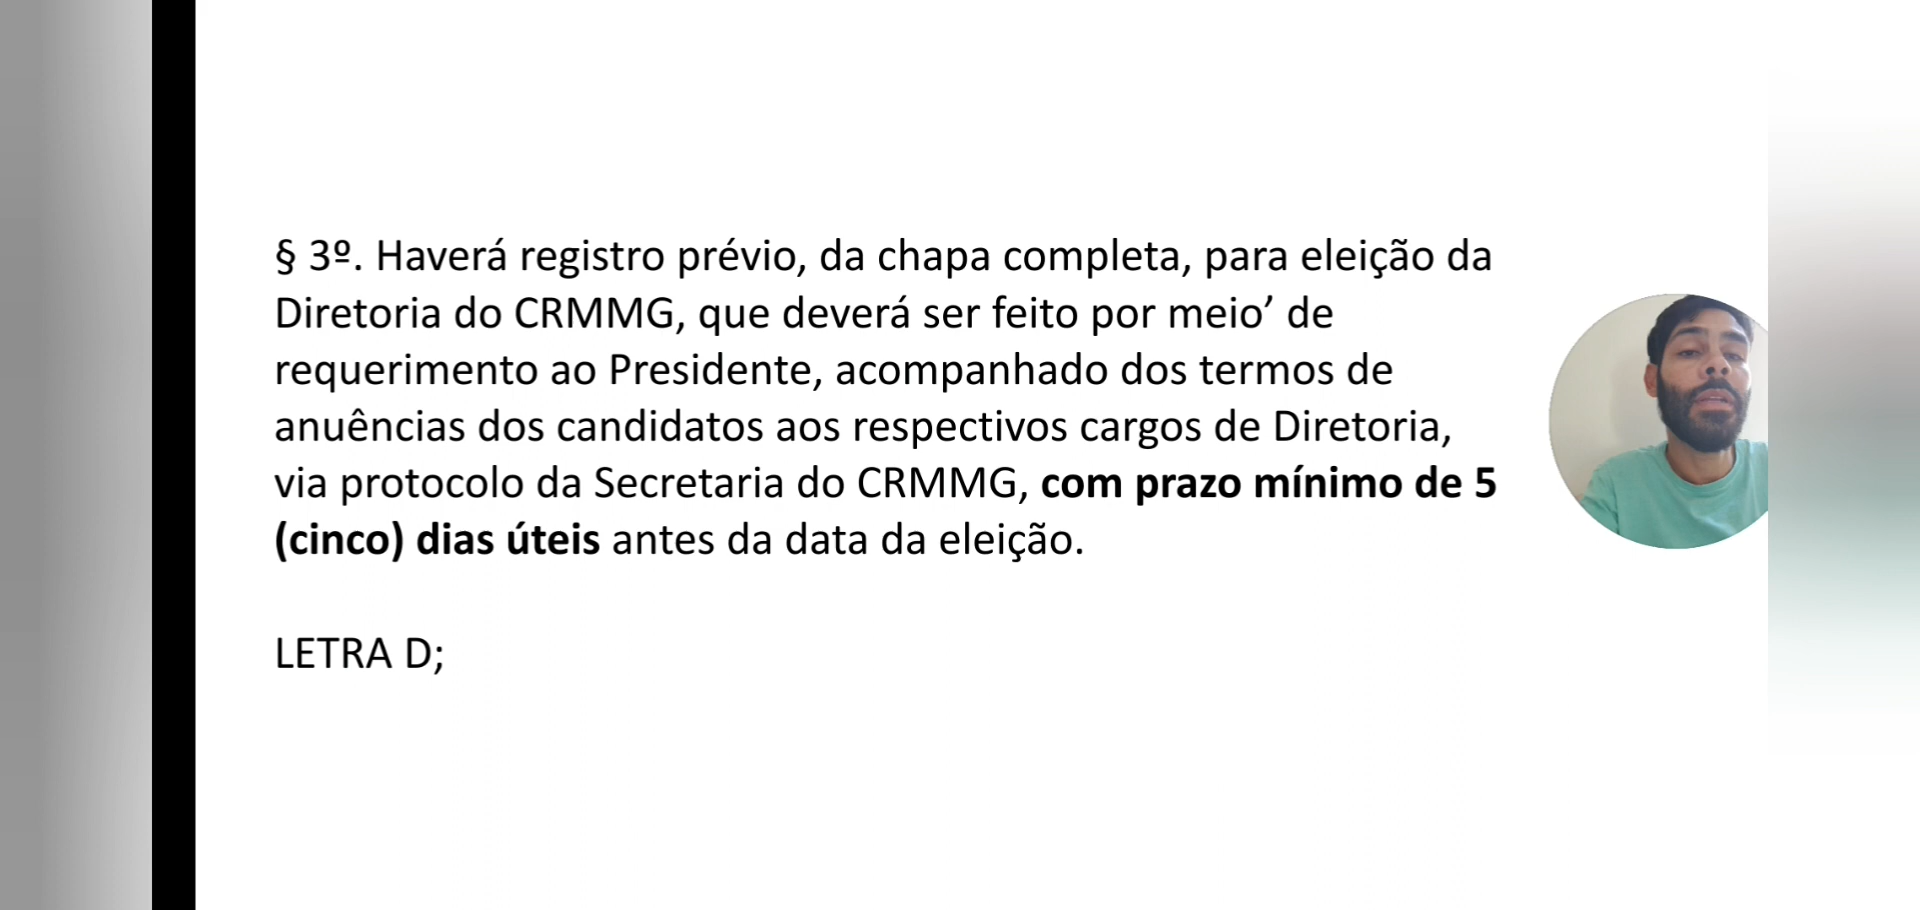 § 3º. Haverá registro prévio, da chapa completa, para eleição da
Diretoria do CRMMG, que deverá ser feito por meio’ de
requerimento ao Presidente, acompanhado dos termos de
anuências dos candidatos aos respectivos cargos de Diretoria,
via protocolo da Secretaria do CRMMG, com prazo mínimo de 5
(cinco) dias úteis antes da data da eleição.
LETRA D;